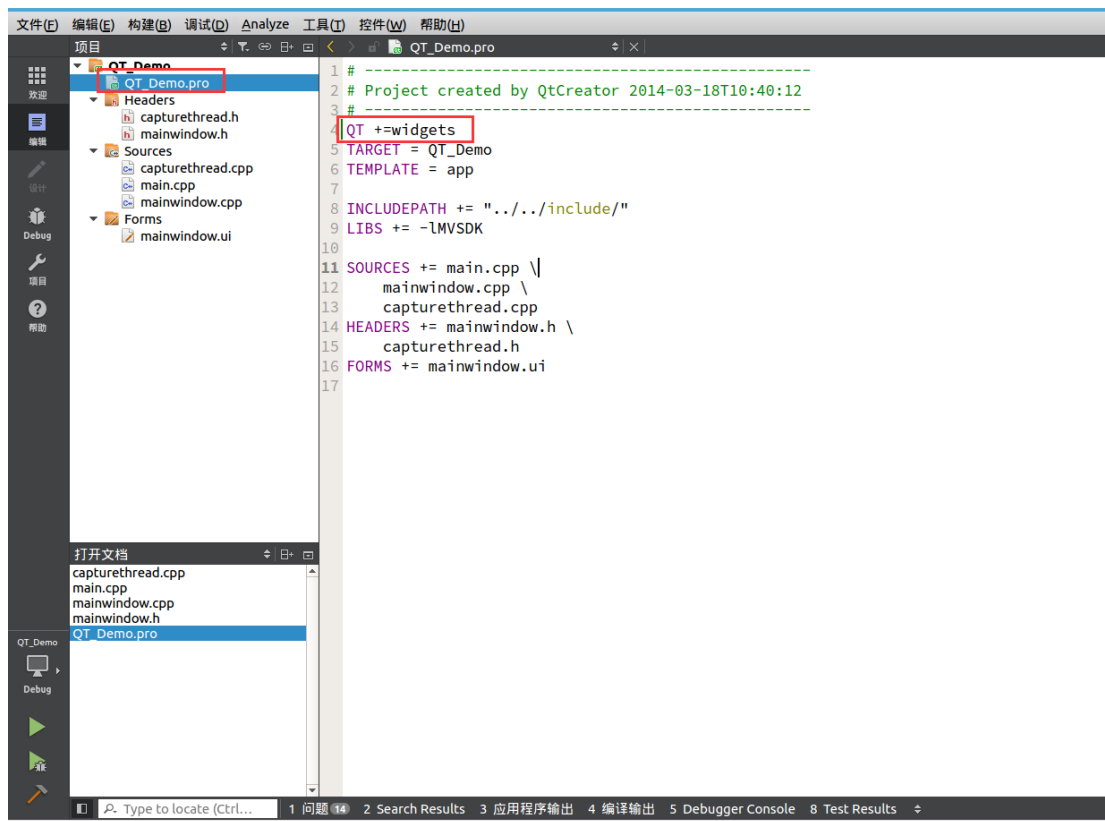 文件(F) 编辑(E) 构建(B) 调试(D) Analyze 工具(T) 控件(W) 帮助(H)
项目
QT_Demo.pro
欢迎
编辑
设计
Debug
项目
帮助
QT_Demo
QT_Demo.pro
Headers
capturethread.h
mainwindow.h
Sources
capturethread.cpp
main.cpp
mainwindow.cpp
Forms
mainwindow.ui
1 # -------------------------------------------------
2 # Project created by QtCreator 2014-03-18T10:40:12
3 # -------------------------------------------------
4 QT +=widgets
5 TARGET = QT_Demo
6 TEMPLATE = app
7
8 INCLUDEPATH += "../../include/"
9 LIBS += -lMVSDK
10
11 SOURCES += main.cpp \
12 mainwindow.cpp \
13 capturethread.cpp
14 HEADERS += mainwindow.h \
15 capturethread.h
16 FORMS += mainwindow.ui
17
打开文档
capturethread.cpp
main.cpp
mainwindow.cpp
mainwindow.h
QT_Demo.pro
QT_Demo
Debug
Type to locate (Ctrl...
1 问题 14 2 Search Results 3 应用程序输出 4 编译输出 5 Debugger Console 8 Test Results